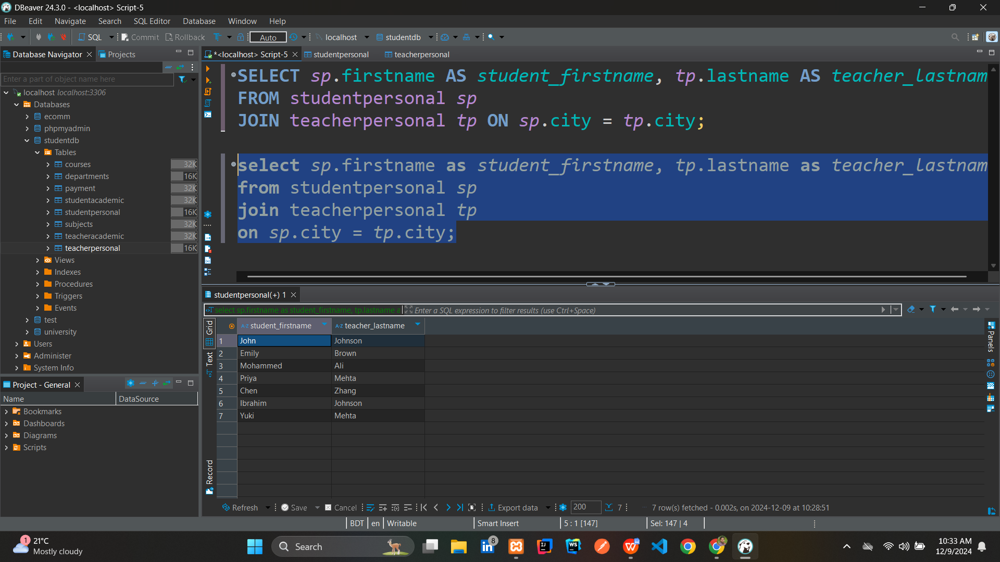 DBeaver 24.3.0 - <localhost> Script-5
File Edit Navigate Search SQL Editor Database Window Help
SQL Commit Rollback Auto localhost studentdb
Database Navigator Projects
*<localhost> Script-5 studentpersonal teacherpersonal
Enter a part of object name here
localhost localhost:3306
Databases
ecomm
phpmyadmin
studentdb
Tables
courses 32K
departments 16K
payment 32K
studentacademic 32K
studentpersonal 16K
subjects 32K
teacheracademic 32K
teacherpersonal 16K
Views
Indexes
Procedures
Triggers
Events
test
university
Users
Administer
System Info
Project - General
Name DataSource
Bookmarks
Dashboards
Diagrams
Scripts
SELECT sp.firstname AS student_firstname, tp.lastname AS teacher_lastnam
FROM studentpersonal sp
JOIN teacherpersonal tp ON sp.city = tp.city;
select sp.firstname as student_firstname, tp.lastname as teacher_lastnam
from studentpersonal sp
join teacherpersonal tp
on sp.city = tp.city;
studentpersonal(+) 1
select sp.firstname as student_firstname, tp.lastname a Enter a SQL expression to filter results (use Ctrl+Space)
Grid
Text
Record
Panels
student_firstname teacher_lastname
1 John Johnson
2 Emily Brown
3 Mohammed Ali
4 Priya Mehta
5 Chen Zhang
6 Ibrahim Johnson
7 Yuki Mehta
Refresh Save Cancel Export data 200 7 7 row(s) fetched - 0.002s, on 2024-12-09 at 10:28:51
BDT en Writable Smart Insert 5 : 1 [147] Sel: 147 | 4
1
21°C
Mostly cloudy
Search
8
IJ
WS
W
10:33 AM
12/9/2024